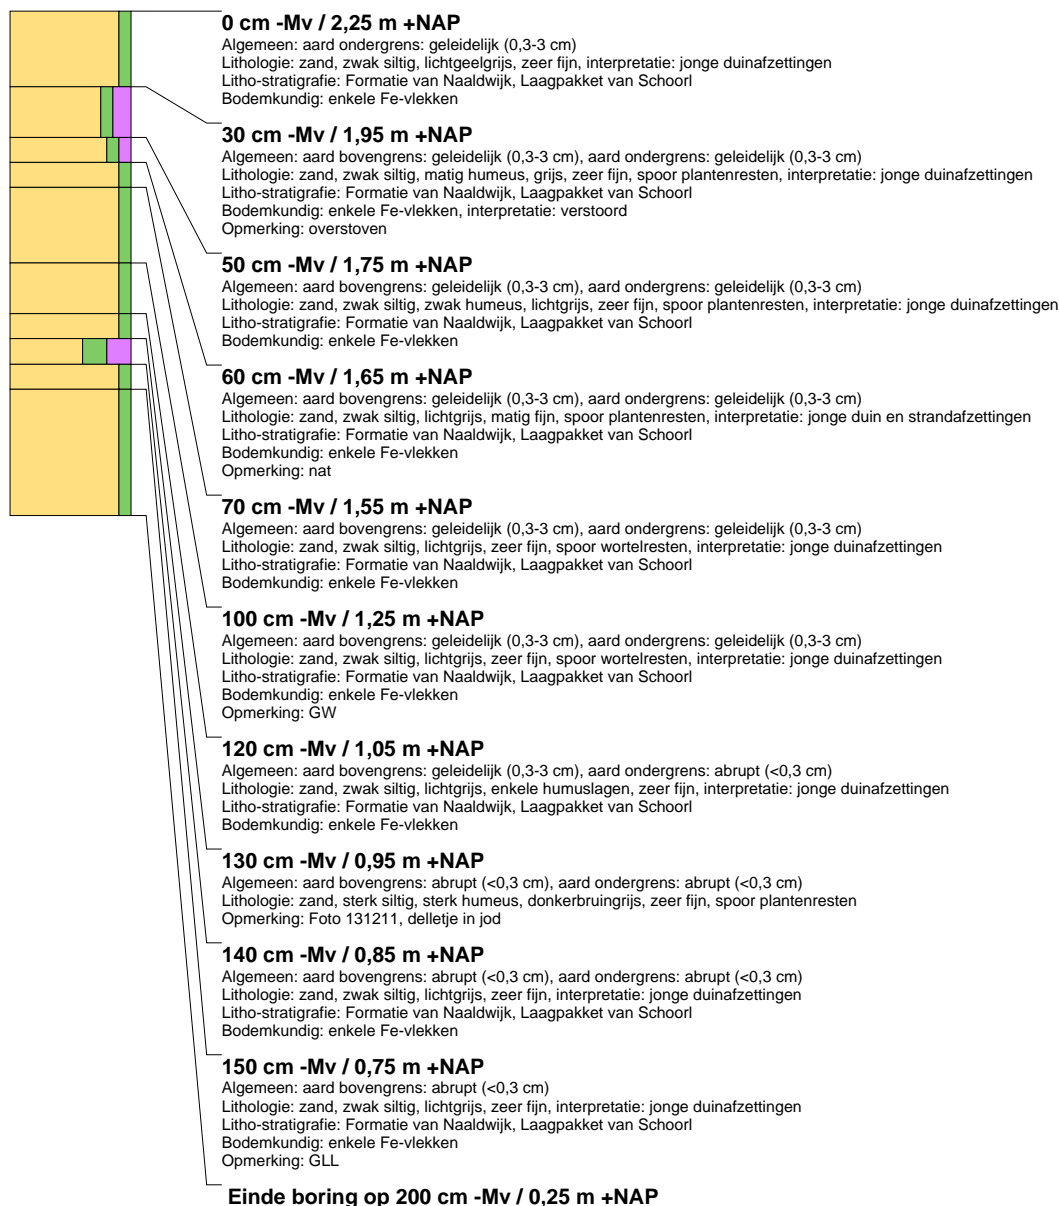 0 cm -Mv / 2,25 m +NAP
Algemeen: aard ondergrens: geleidelijk (0,3-3 cm)
Lithologie: zand, zwak siltig, lichtgeelgrijs, zeer fijn, interpretatie: jonge duinafzettingen
Litho-stratigrafie: Formatie van Naaldwijk, Laagpakket van Schoorl
Bodemkundig: enkele Fe-vlekken
30 cm -Mv / 1,95 m +NAP
Algemeen: aard bovengrens: geleidelijk (0,3-3 cm), aard ondergrens: geleidelijk (0,3-3 cm)
Lithologie: zand, zwak siltig, matig humeus, grijs, zeer fijn, spoor plantenresten, interpretatie: jonge duinafzettingen
Litho-stratigrafie: Formatie van Naaldwijk, Laagpakket van Schoorl
Bodemkundig: enkele Fe-vlekken, interpretatie: verstoord
Opmerking: overstoven
50 cm -Mv / 1,75 m +NAP
Algemeen: aard bovengrens: geleidelijk (0,3-3 cm), aard ondergrens: geleidelijk (0,3-3 cm)
Lithologie: zand, zwak siltig, zwak humeus, lichtgrijs, zeer fijn, spoor plantenresten, interpretatie: jonge duinafzettingen
Litho-stratigrafie: Formatie van Naaldwijk, Laagpakket van Schoorl
Bodemkundig: enkele Fe-vlekken
60 cm -Mv / 1,65 m +NAP
Algemeen: aard bovengrens: geleidelijk (0,3-3 cm), aard ondergrens: geleidelijk (0,3-3 cm)
Lithologie: zand, zwak siltig, lichtgrijs, matig fijn, spoor plantenresten, interpretatie: jonge duin en strandafzettingen
Litho-stratigrafie: Formatie van Naaldwijk, Laagpakket van Schoorl
Bodemkundig: enkele Fe-vlekken
Opmerking: nat
70 cm -Mv / 1,55 m +NAP
Algemeen: aard bovengrens: geleidelijk (0,3-3 cm), aard ondergrens: geleidelijk (0,3-3 cm)
Lithologie: zand, zwak siltig, lichtgrijs, zeer fijn, spoor wortelresten, interpretatie: jonge duinafzettingen
Litho-stratigrafie: Formatie van Naaldwijk, Laagpakket van Schoorl
Bodemkundig: enkele Fe-vlekken
100 cm -Mv / 1,25 m +NAP
Algemeen: aard bovengrens: geleidelijk (0,3-3 cm), aard ondergrens: geleidelijk (0,3-3 cm)
Lithologie: zand, zwak siltig, lichtgrijs, zeer fijn, spoor wortelresten, interpretatie: jonge duinafzettingen
Litho-stratigrafie: Formatie van Naaldwijk, Laagpakket van Schoorl
Bodemkundig: enkele Fe-vlekken
Opmerking: GW
120 cm -Mv / 1,05 m +NAP
Algemeen: aard bovengrens: geleidelijk (0,3-3 cm), aard ondergrens: abrupt (<0,3 cm)
Lithologie: zand, zwak siltig, lichtgrijs, enkele humuslagen, zeer fijn, interpretatie: jonge duinafzettingen
Litho-stratigrafie: Formatie van Naaldwijk, Laagpakket van Schoorl
Bodemkundig: enkele Fe-vlekken
130 cm -Mv / 0,95 m +NAP
Algemeen: aard bovengrens: abrupt (<0,3 cm), aard ondergrens: abrupt (<0,3 cm)
Lithologie: zand, sterk siltig, sterk humeus, donkerbruingrijs, zeer fijn, spoor plantenresten
Opmerking: Foto 131211, delletje in jod
140 cm -Mv / 0,85 m +NAP
Algemeen: aard bovengrens: abrupt (<0,3 cm), aard ondergrens: abrupt (<0,3 cm)
Lithologie: zand, zwak siltig, lichtgrijs, zeer fijn, interpretatie: jonge duinafzettingen
Litho-stratigrafie: Formatie van Naaldwijk, Laagpakket van Schoorl
Bodemkundig: enkele Fe-vlekken
150 cm -Mv / 0,75 m +NAP
Algemeen: aard bovengrens: abrupt (<0,3 cm)
Lithologie: zand, zwak siltig, lichtgrijs, zeer fijn, interpretatie: jonge duinafzettingen
Litho-stratigrafie: Formatie van Naaldwijk, Laagpakket van Schoorl
Bodemkundig: enkele Fe-vlekken
Opmerking: GLL
Einde boring op 200 cm -Mv / 0,25 m +NAP